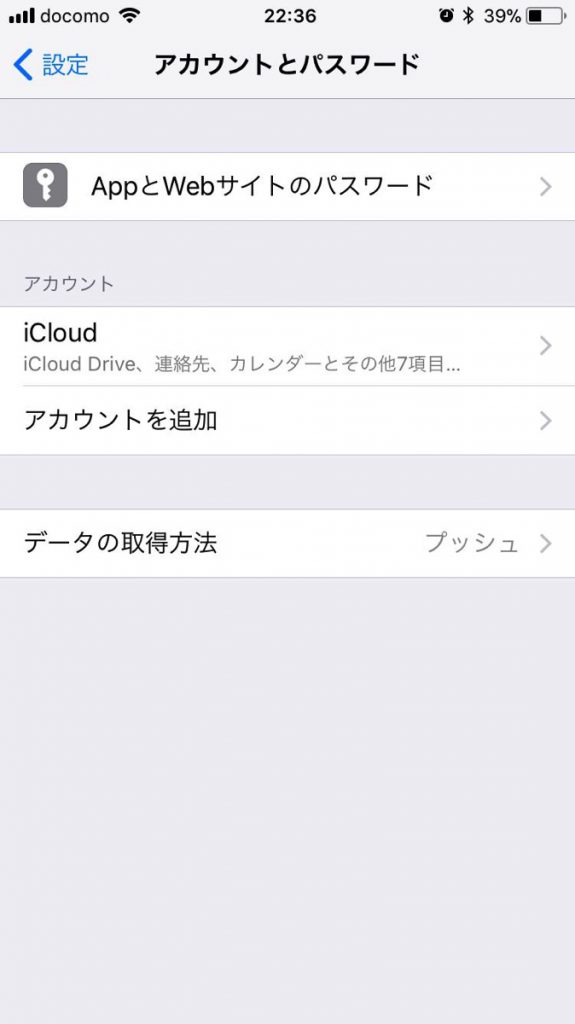 docomo 22:36 39%
設定 アカウントとパスワード
AppとWebサイトのパスワード
アカウント
iCloud
iCloud Drive、連絡先、カレンダーとその他7項目...
アカウントを追加
データの取得方法 プッシュ